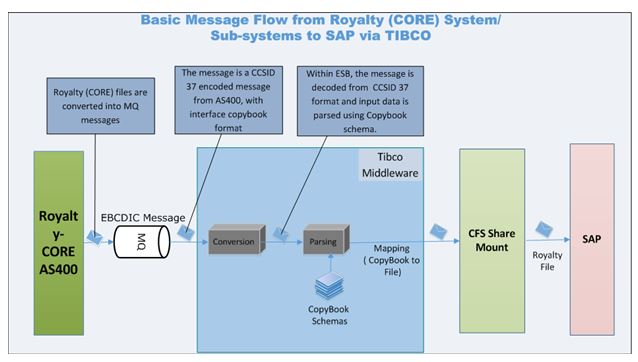 Basic Message Flow from Royalty (CORE) System/
Sub-systems to SAP via TIBCO
Royalty (CORE) files are
converted into MQ
messages
The message is a CCSID
37 encoded message
from AS400, with
interface copybook
format
Within ESB, the message is
decoded from CCSID 37
format and input data is
parsed using Copybook
schema.
Tibco
Middleware
Royalt
y-
CORE
AS400
EBCDIC Message
MQ
Conversion
Parsing
Mapping
( CopyBook to
File)
CopyBook
Schemas
CFS Share
Mount
Royalty
File
SAP